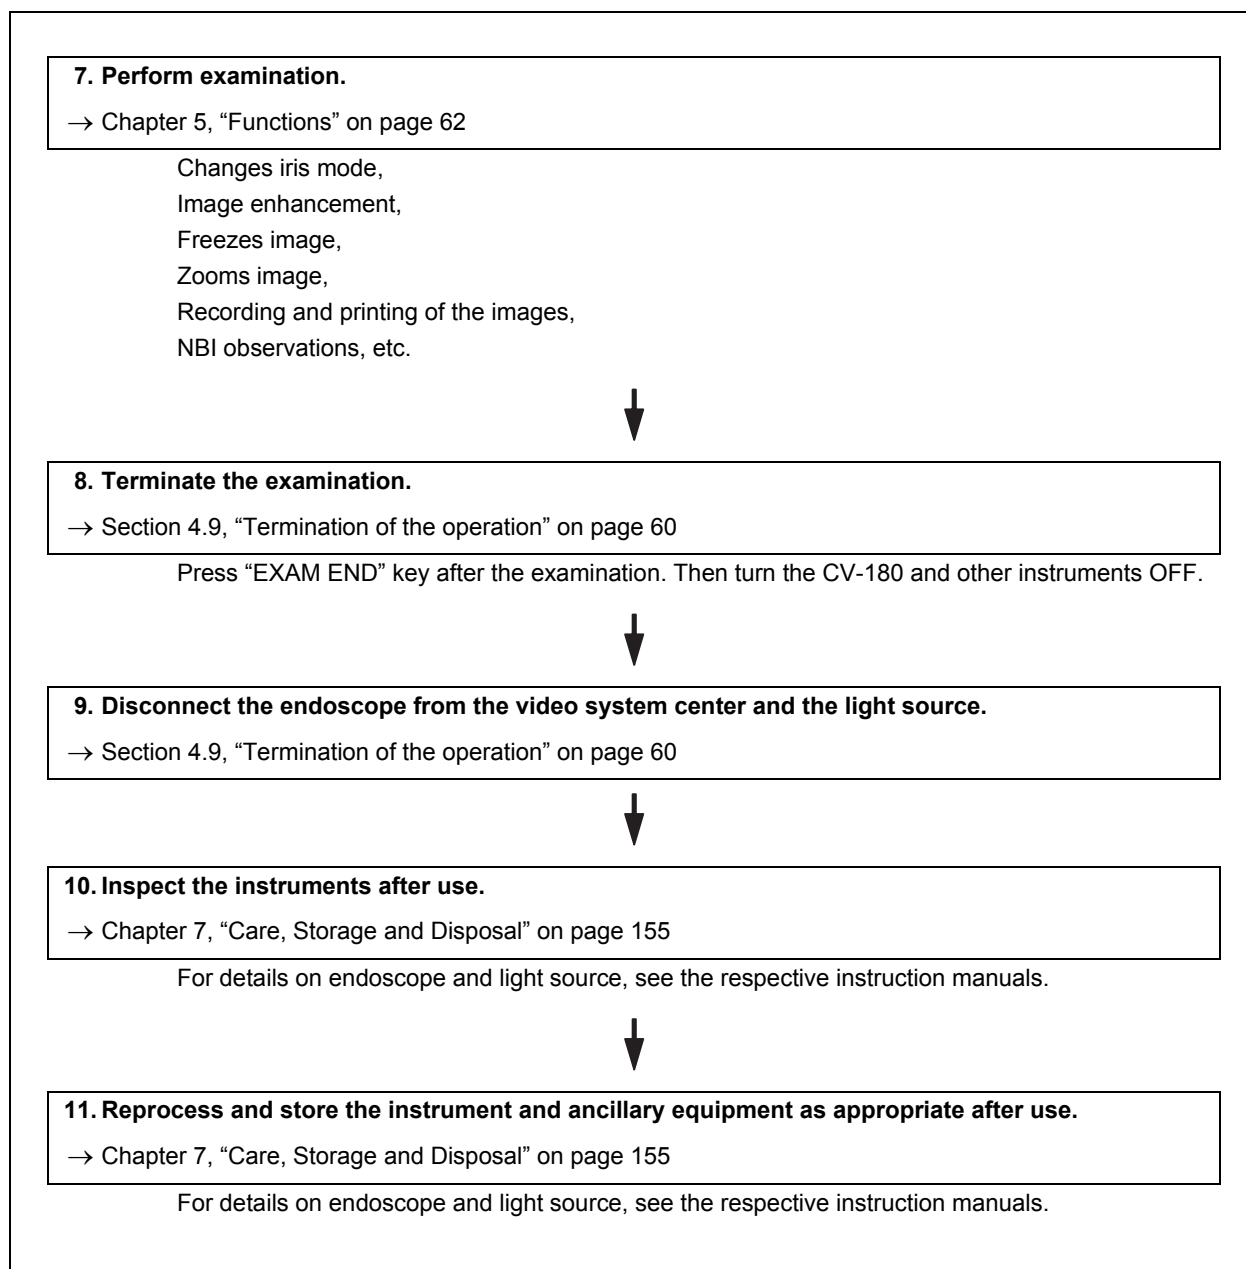 7. Perform examination.
→ Chapter 5, “Functions” on page 62
Changes iris mode,
Image enhancement,
Freezes image,
Zooms image,
Recording and printing of the images,
NBI observations, etc.
8. Terminate the examination.
→ Section 4.9, “Termination of the operation” on page 60
Press “EXAM END” key after the examination. Then turn the CV-180 and other instruments OFF.
9. Disconnect the endoscope from the video system center and the light source.
→ Section 4.9, “Termination of the operation” on page 60
10. Inspect the instruments after use.
→ Chapter 7, “Care, Storage and Disposal” on page 155
For details on endoscope and light source, see the respective instruction manuals.
11. Reprocess and store the instrument and ancillary equipment as appropriate after use.
→ Chapter 7, “Care, Storage and Disposal” on page 155
For details on endoscope and light source, see the respective instruction manuals.